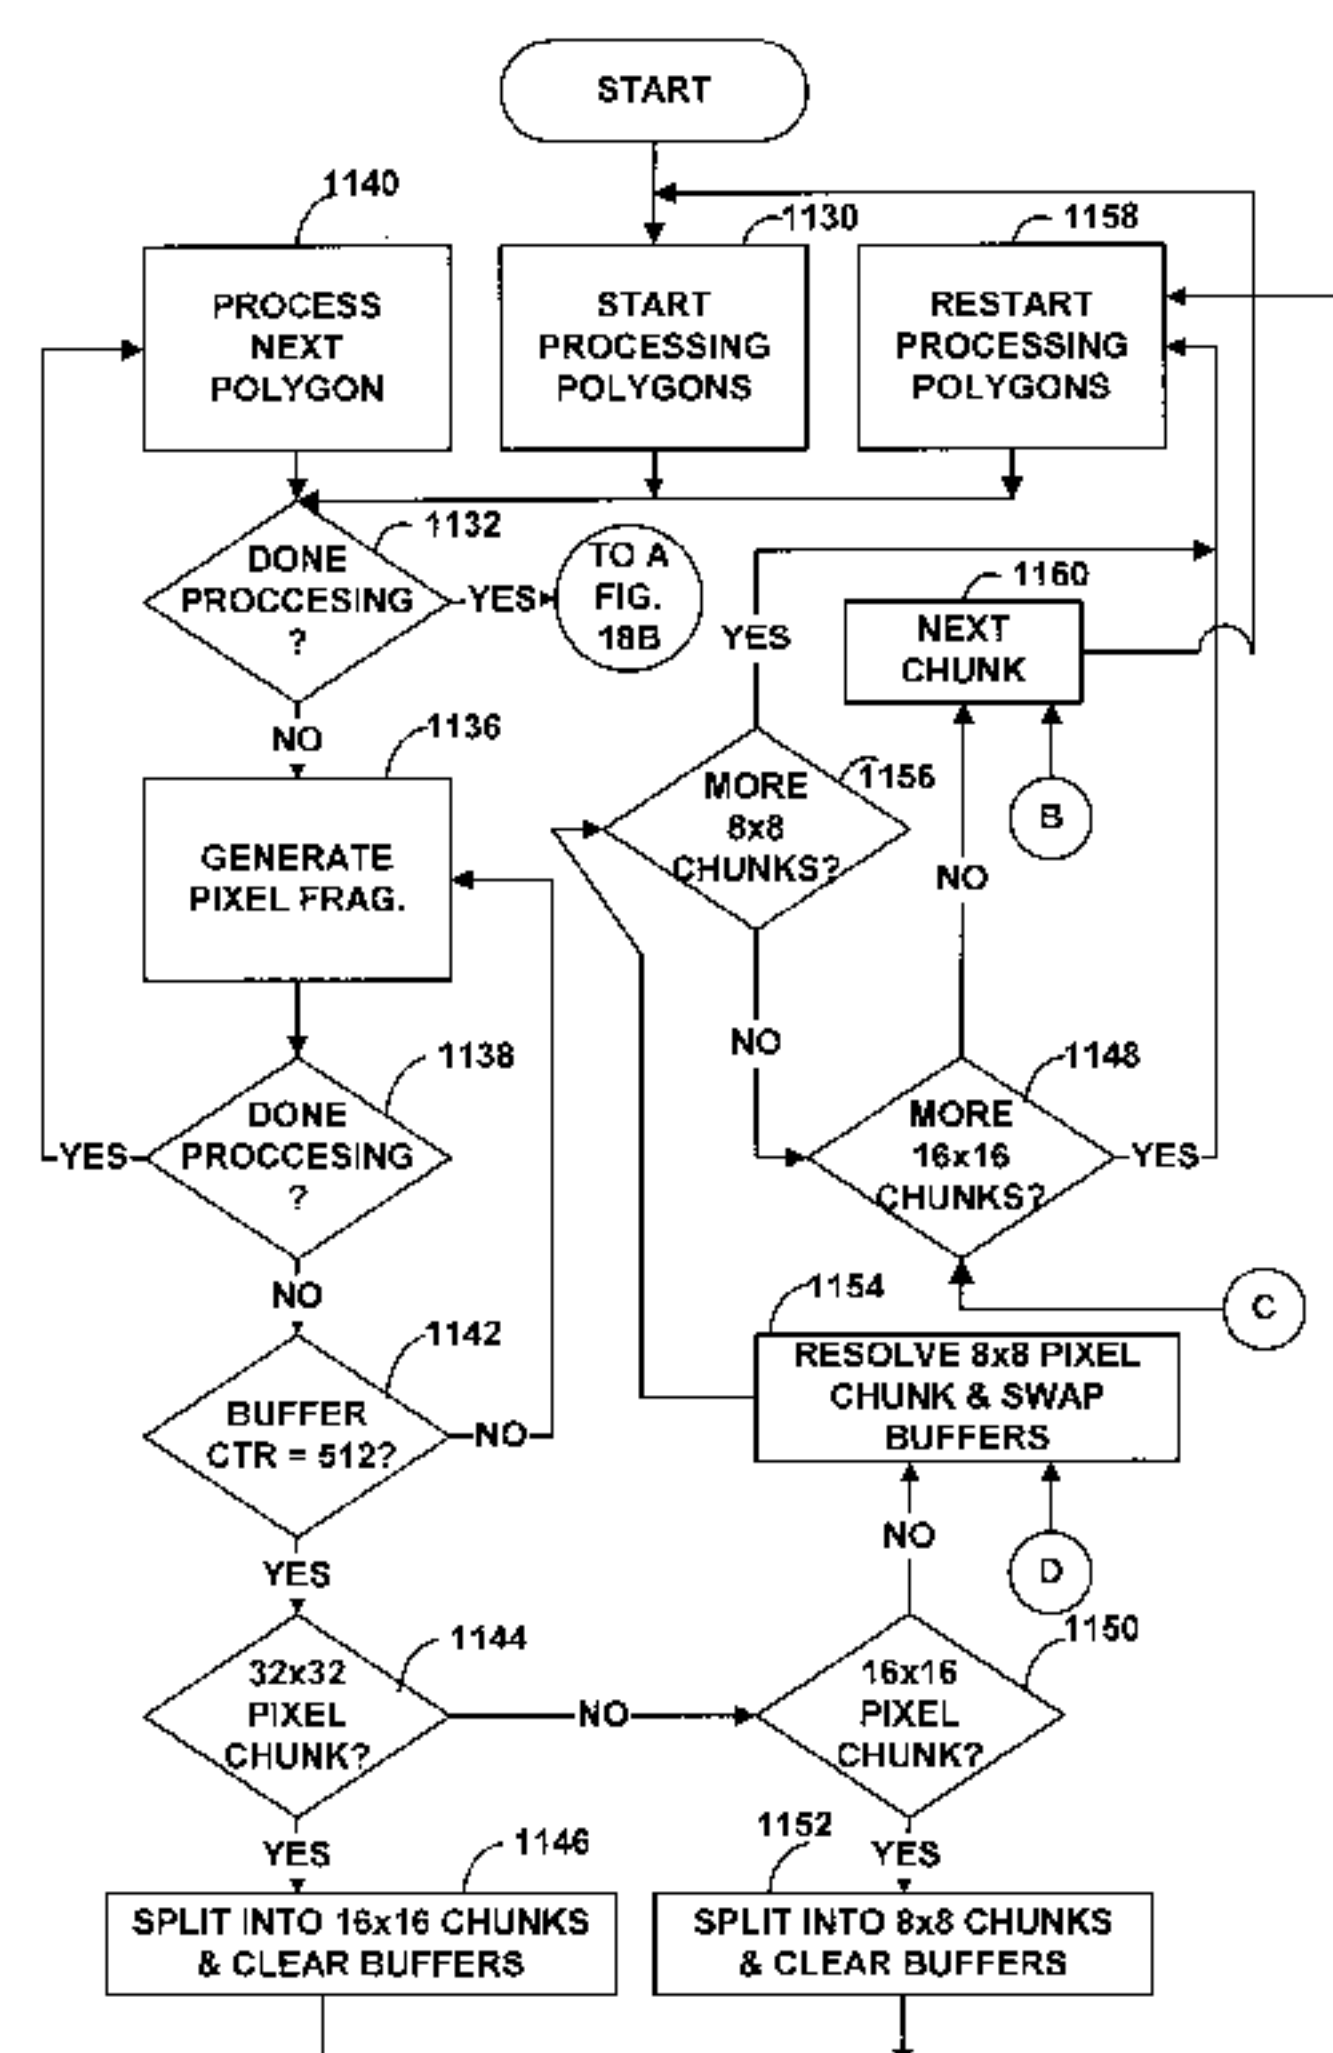 START
1140
1130
1158
PROCESS
NEXT
POLYGON
START
PROCESSING
POLYGONS
RESTART
PROCESSING
POLYGONS
1132
DONE
PROCCESING
?
YES
TO A
FIG.
18B
NO
1160
NEXT
CHUNK
YES
1136
GENERATE
PIXEL FRAG.
1156
MORE
8x8
CHUNKS?
B
NO
NO
1138
DONE
PROCCESING
?
YES
NO
1148
MORE
16x16
CHUNKS?
YES
C
1142
BUFFER
CTR = 512?
NO
YES
1154
RESOLVE 8x8 PIXEL
CHUNK & SWAP
BUFFERS
NO
D
1144
32x32
PIXEL
CHUNK?
NO
YES
1150
16x16
PIXEL
CHUNK?
YES
1146
SPLIT INTO 16x16 CHUNKS
& CLEAR BUFFERS
1152
SPLIT INTO 8x8 CHUNKS
& CLEAR BUFFERS